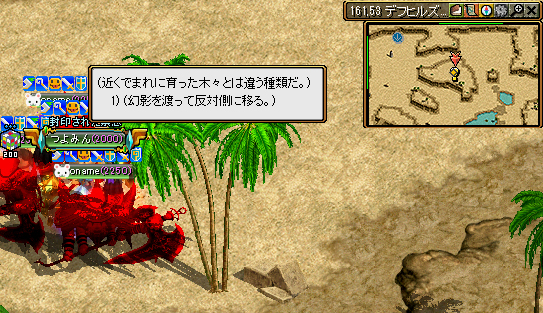 161,53 デフヒルズ...
(近くでまれに育った木々とは違う種類だ。)
1) (幻影を渡って反対側に移る。)
oname
封印され
つよみん(2000)
200
oname(2250)